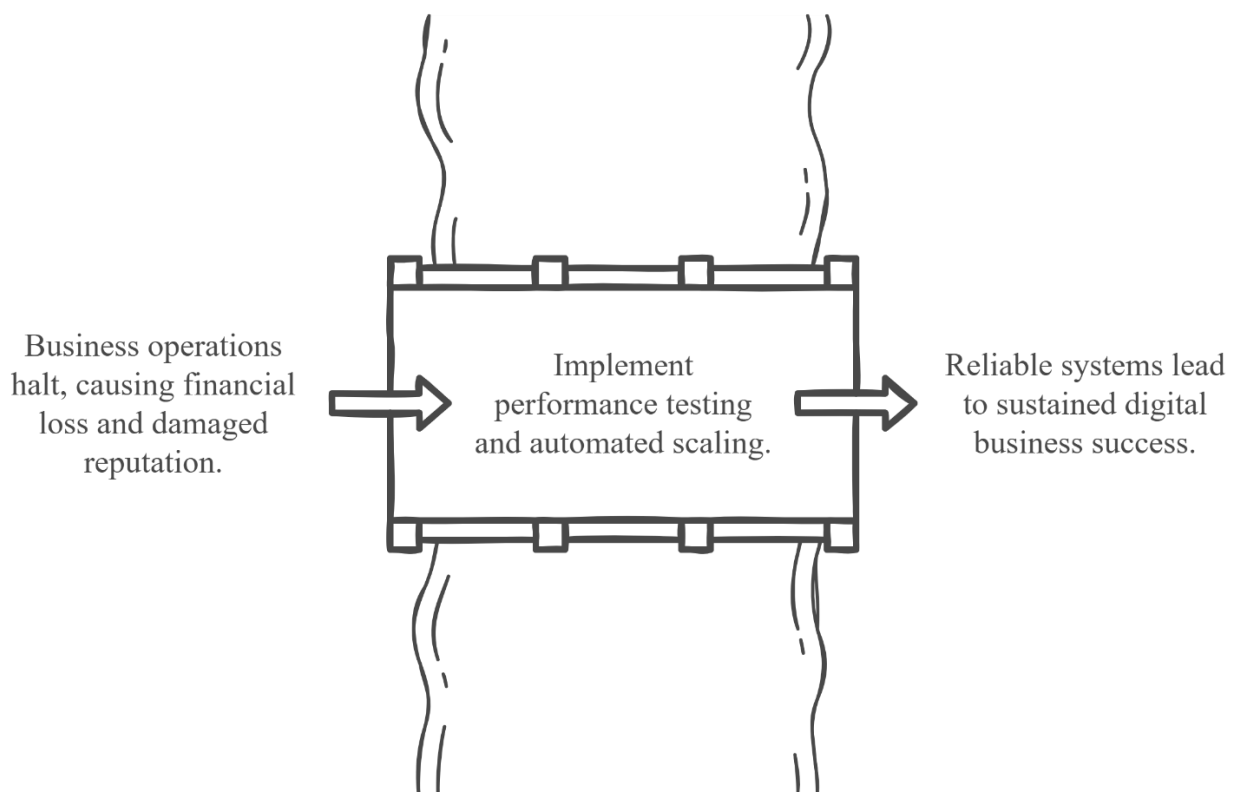 Business operations
halt, causing financial
loss and damaged
reputation.
Implement
performance testing
and automated scaling.
Reliable systems lead
to sustained digital
business success.